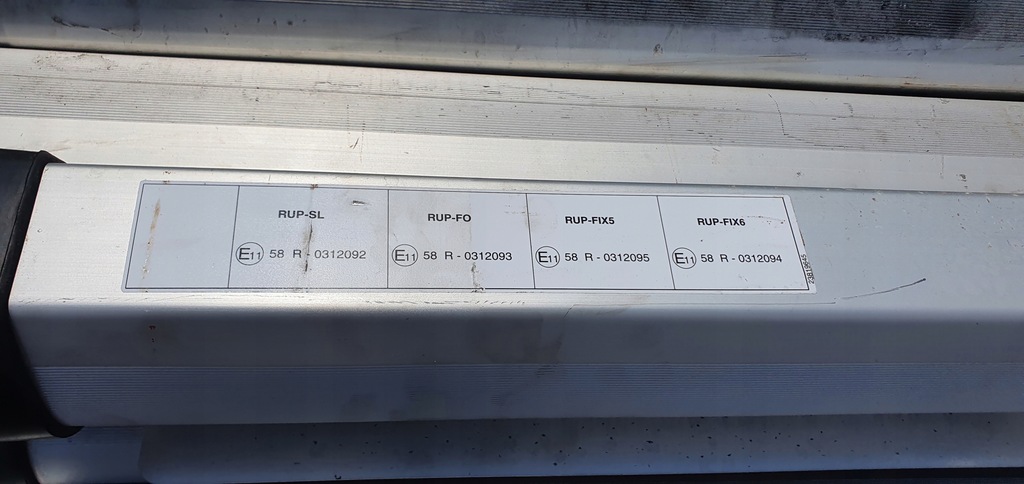 RUP-SL
E11 58 R - 0312092
RUP-FO
E11 58 R - 0312093
RUP-FIX5
E11 58 R - 0312095
RUP-FIX6
E11 58 R - 0312094